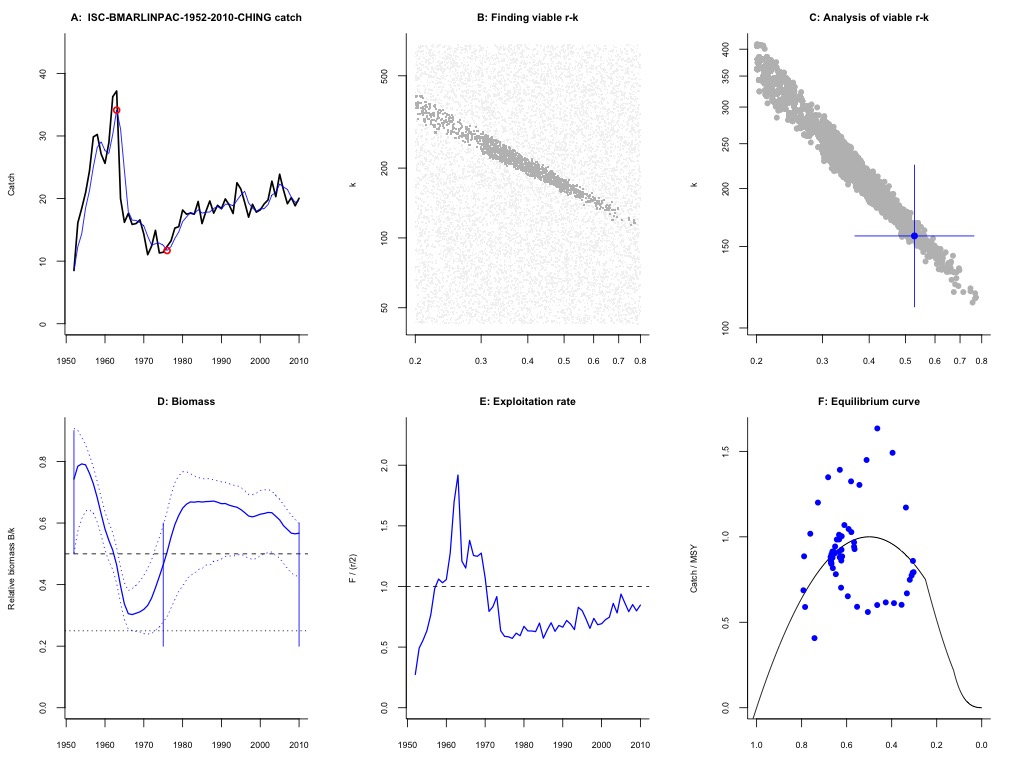 A: ISC-BMARLINPAC-1952-2010-CHING catch
Catch
0
10
20
30
40
1950 1960 1970 1980 1990 2000 2010
B: Finding viable r-k
k
50
100
200
500
0.2 0.3 0.4 0.5 0.6 0.7 0.8
C: Analysis of viable r-k
k
100
150
200
250
300
350
400
0.2 0.3 0.4 0.5 0.6 0.7 0.8
D: Biomass
Relative biomass B/k
0.0
0.2
0.4
0.6
0.8
1950 1960 1970 1980 1990 2000 2010
E: Exploitation rate
F / (r/2)
0.0
0.5
1.0
1.5
2.0
1950 1960 1970 1980 1990 2000 2010
F: Equilibrium curve
Catch / MSY
0.0
0.5
1.0
1.5
1.0 0.8 0.6 0.4 0.2 0.0